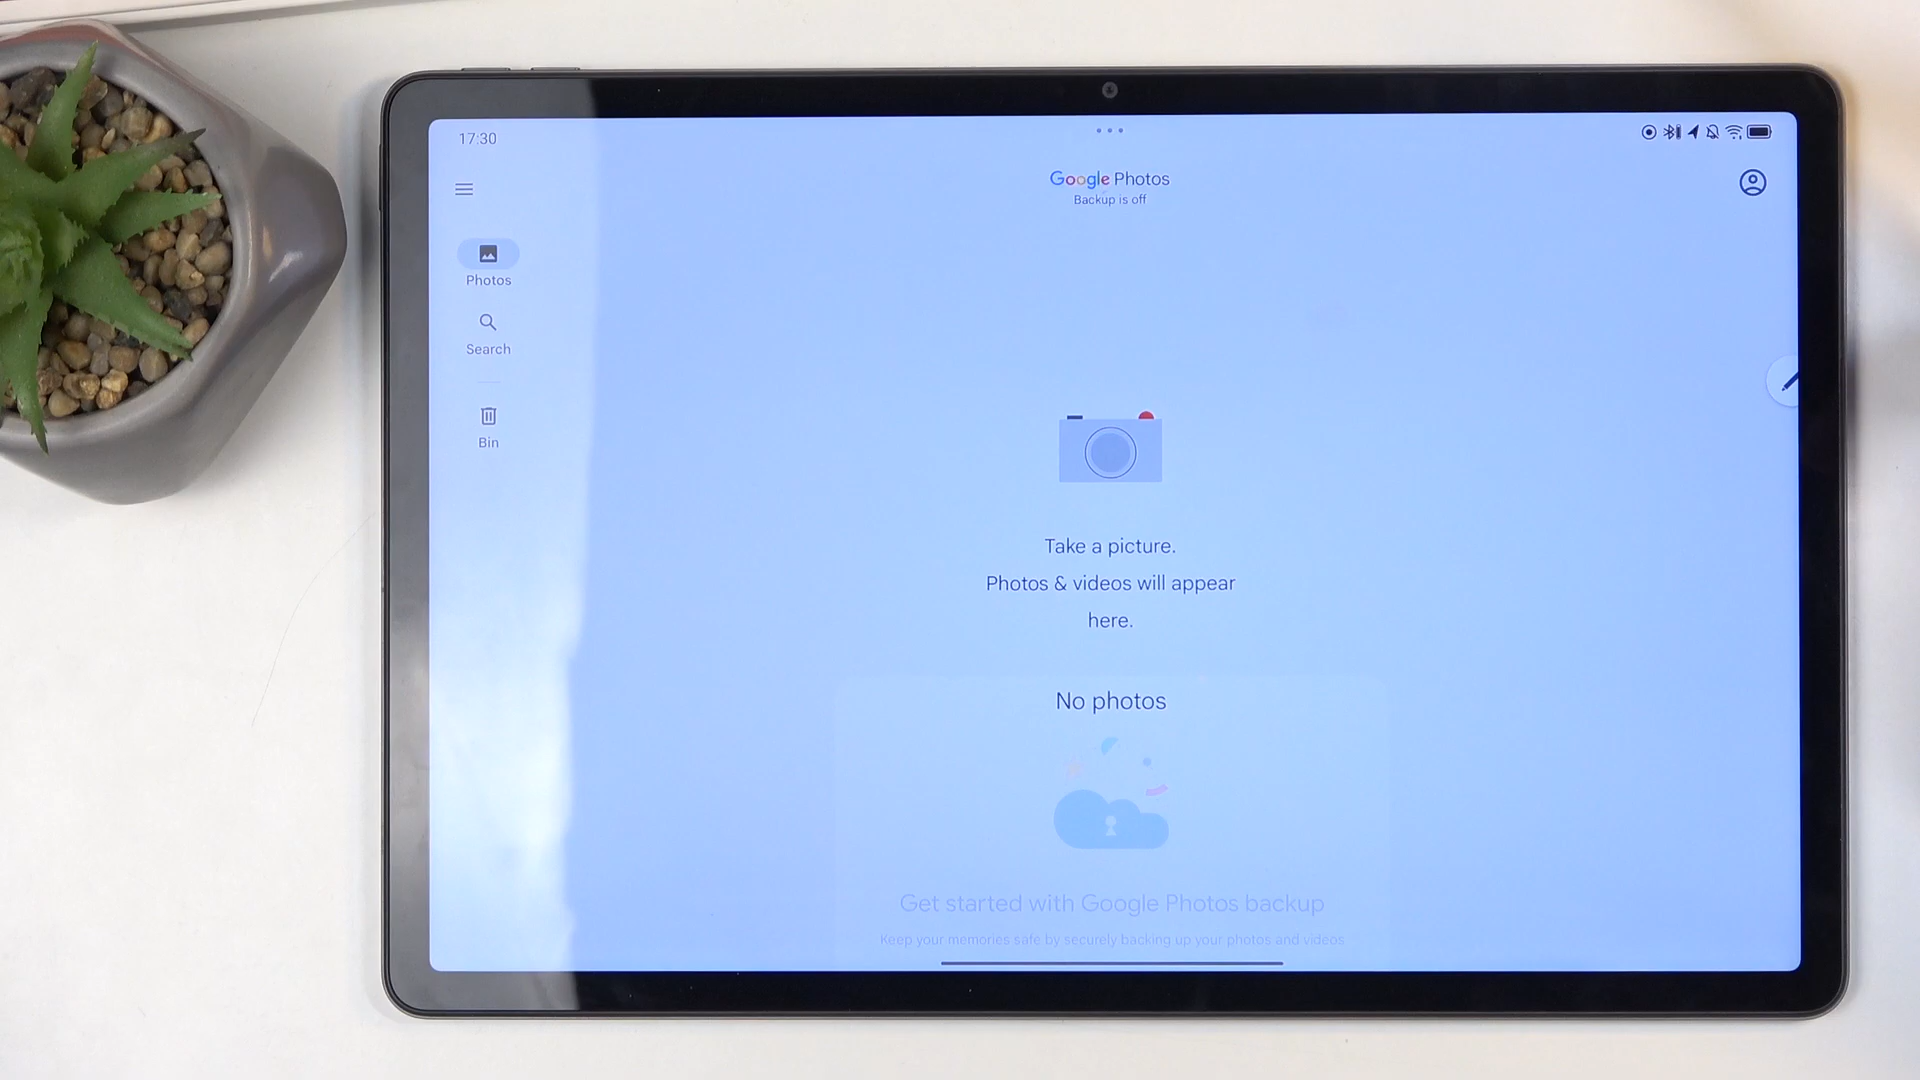 17:30
Google Photos
Backup is off
Photos
Search
Bin
Take a picture.
Photos & videos will appear
here.
No photos
Get started with Google Photos backup
Keep your memories safe by securely backing up your photos and videos